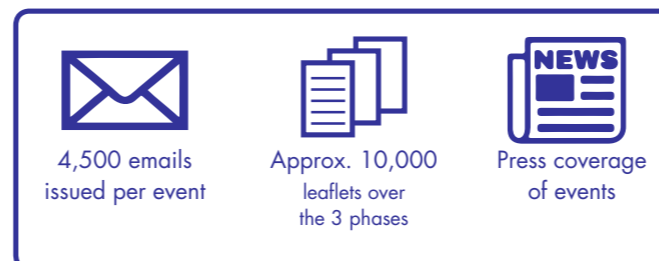 4,500 emails
issued per event
Approx. 10,000
leaflets over
the 3 phases
NEWS
Press coverage
of events